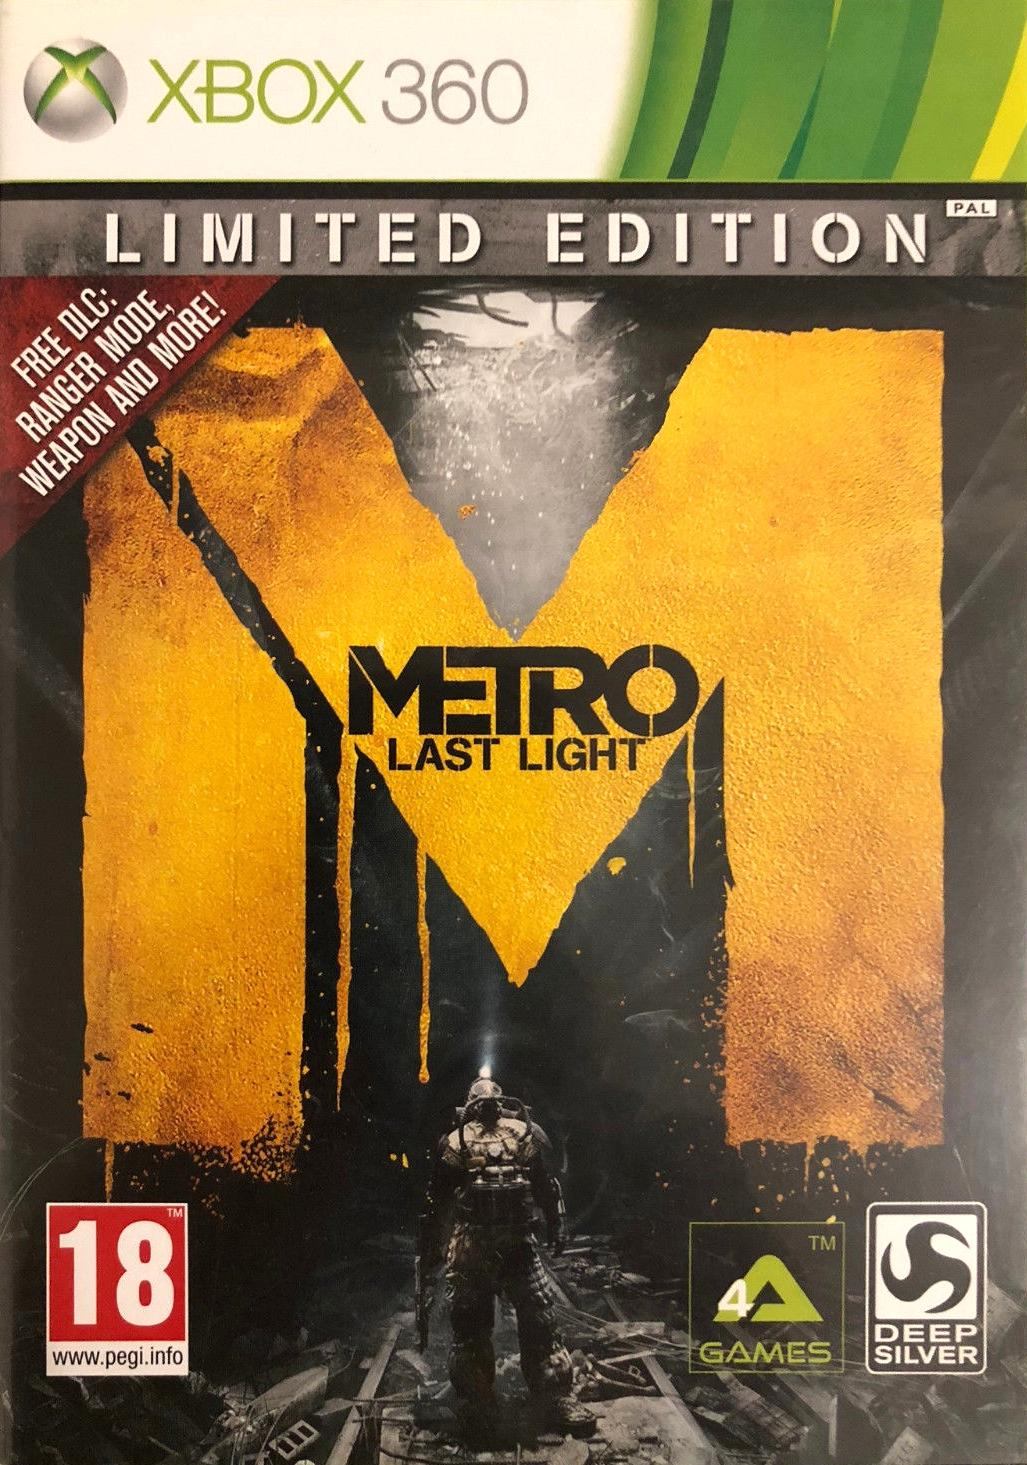 XBOX 360
PAL
LIMITED EDITION
FREE DLC:
RANGER MODE,
WEAPON AND MORE!
METRO
LAST LIGHT
18™
www.pegi.info
™
4A
GAMES
DEEP
SILVER